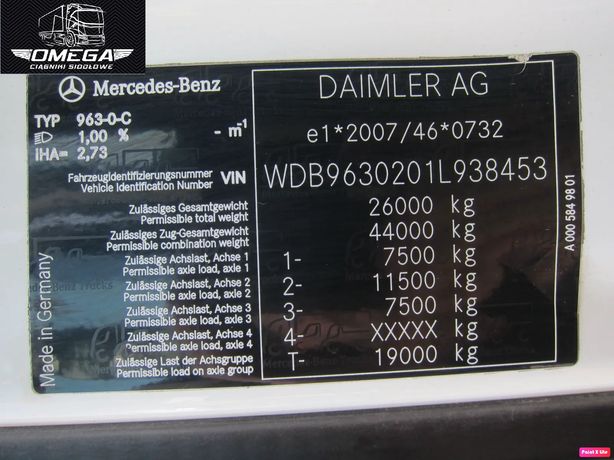 OMEGA
CIĄGNIKI SIODŁOWE
Mercedes-Benz
DAIMLER AG
TYP 963-0-C
1,00 % - m⁻¹
IHA= 2,73
e1*2007/46*0732
Fahrzeugidentifizierungsnummer
Vehicle Identification Number VIN WDB9630201L938453
Zulässiges Gesamtgewicht
Permissible total weight 26000 kg
Zulässiges Zug-Gesamtgewicht
Permissible combination weight 44000 kg
Zulässige Achslast, Achse 1
Permissible axle load, axle 1 1- 7500 kg
Zulässige Achslast, Achse 2
Permissible axle load, axle 2 2- 11500 kg
Zulässige Achslast, Achse 3
Permissible axle load, axle 3 3- 7500 kg
Zulässige Achslast, Achse 4
Permissible axle load, axle 4 4- XXXXX kg
Zulässige Last der Achsgruppe
Permissible load on axle group T- 19000 kg
Made in Germany
A 000 584 98 01
Paint X Lite